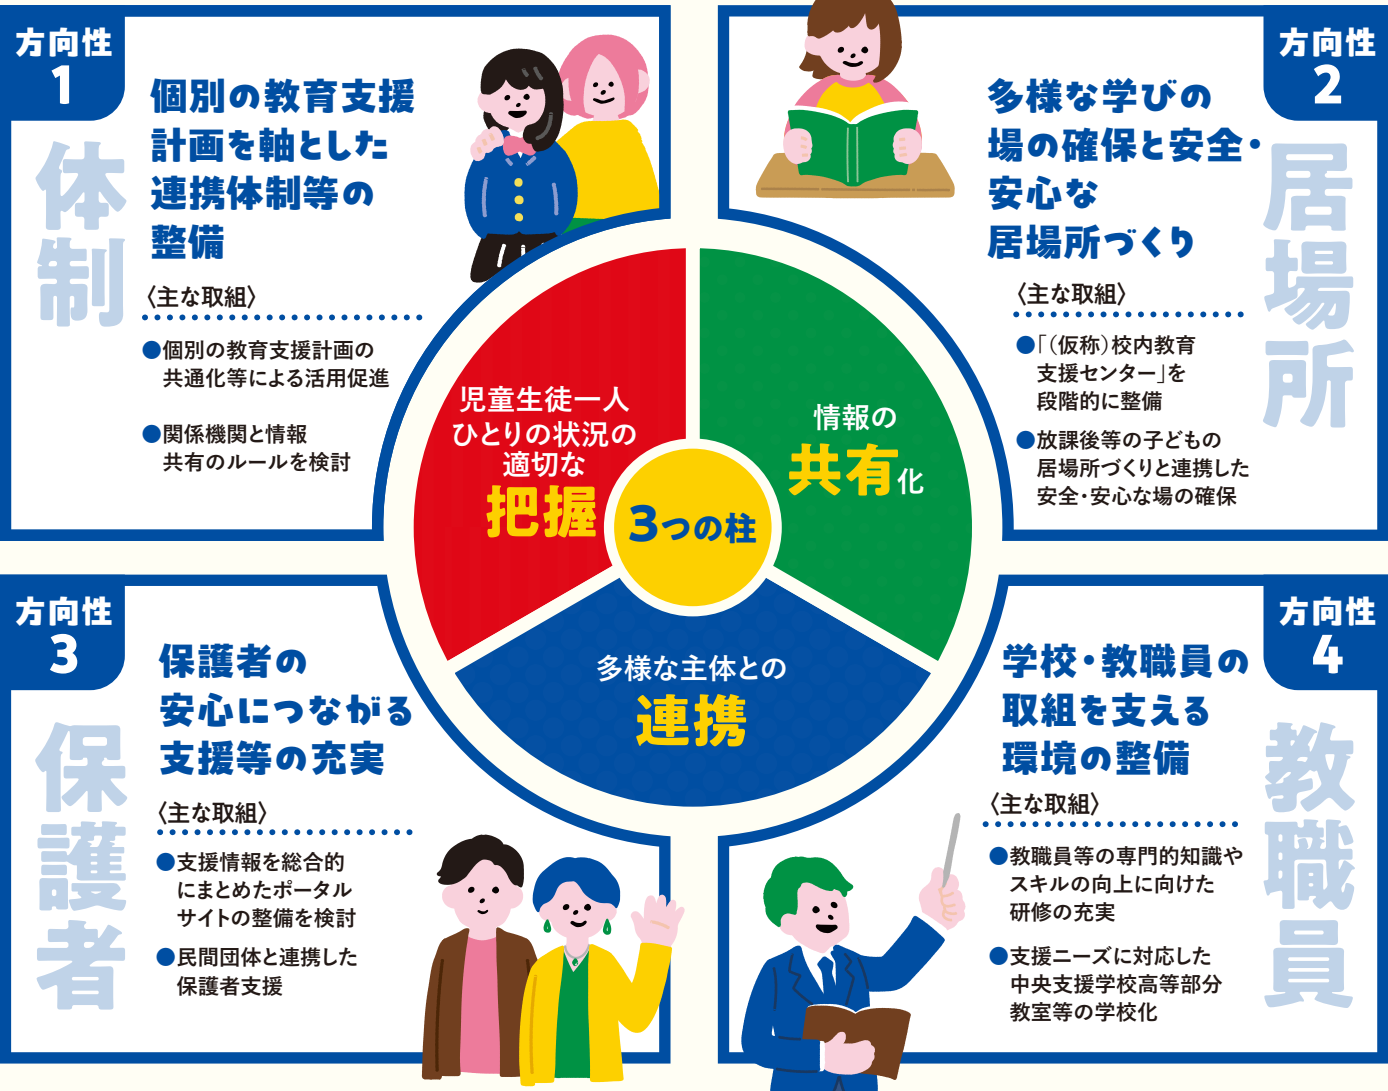 方向性
1
体制
個別の教育支援
計画を軸とした
連携体制等の
整備
〈主な取組〉
●個別の教育支援計画の
共通化等による活用促進
●関係機関と情報
共有のルールを検討
方向性
2
居場所
多様な学びの
場の確保と安全・
安心な
居場所づくり
〈主な取組〉
●「（仮称）校内教育
支援センター」を
段階的に整備
●放課後等の子どもの
居場所づくりと連携した
安全・安心な場の確保
児童生徒一人
ひとりの状況の
適切な
把握
情報の
共有化
3つの柱
多様な主体との
連携
方向性
3
保護者
保護者の
安心につながる
支援等の充実
〈主な取組〉
●支援情報を総合的
にまとめたポータル
サイトの整備を検討
●民間団体と連携した
保護者支援
方向性
4
教職員
学校・教職員の
取組を支える
環境の整備
〈主な取組〉
●教職員等の専門的知識や
スキルの向上に向けた
研修の充実
●支援ニーズに対応した
中央支援学校高等部分
教室等の学校化